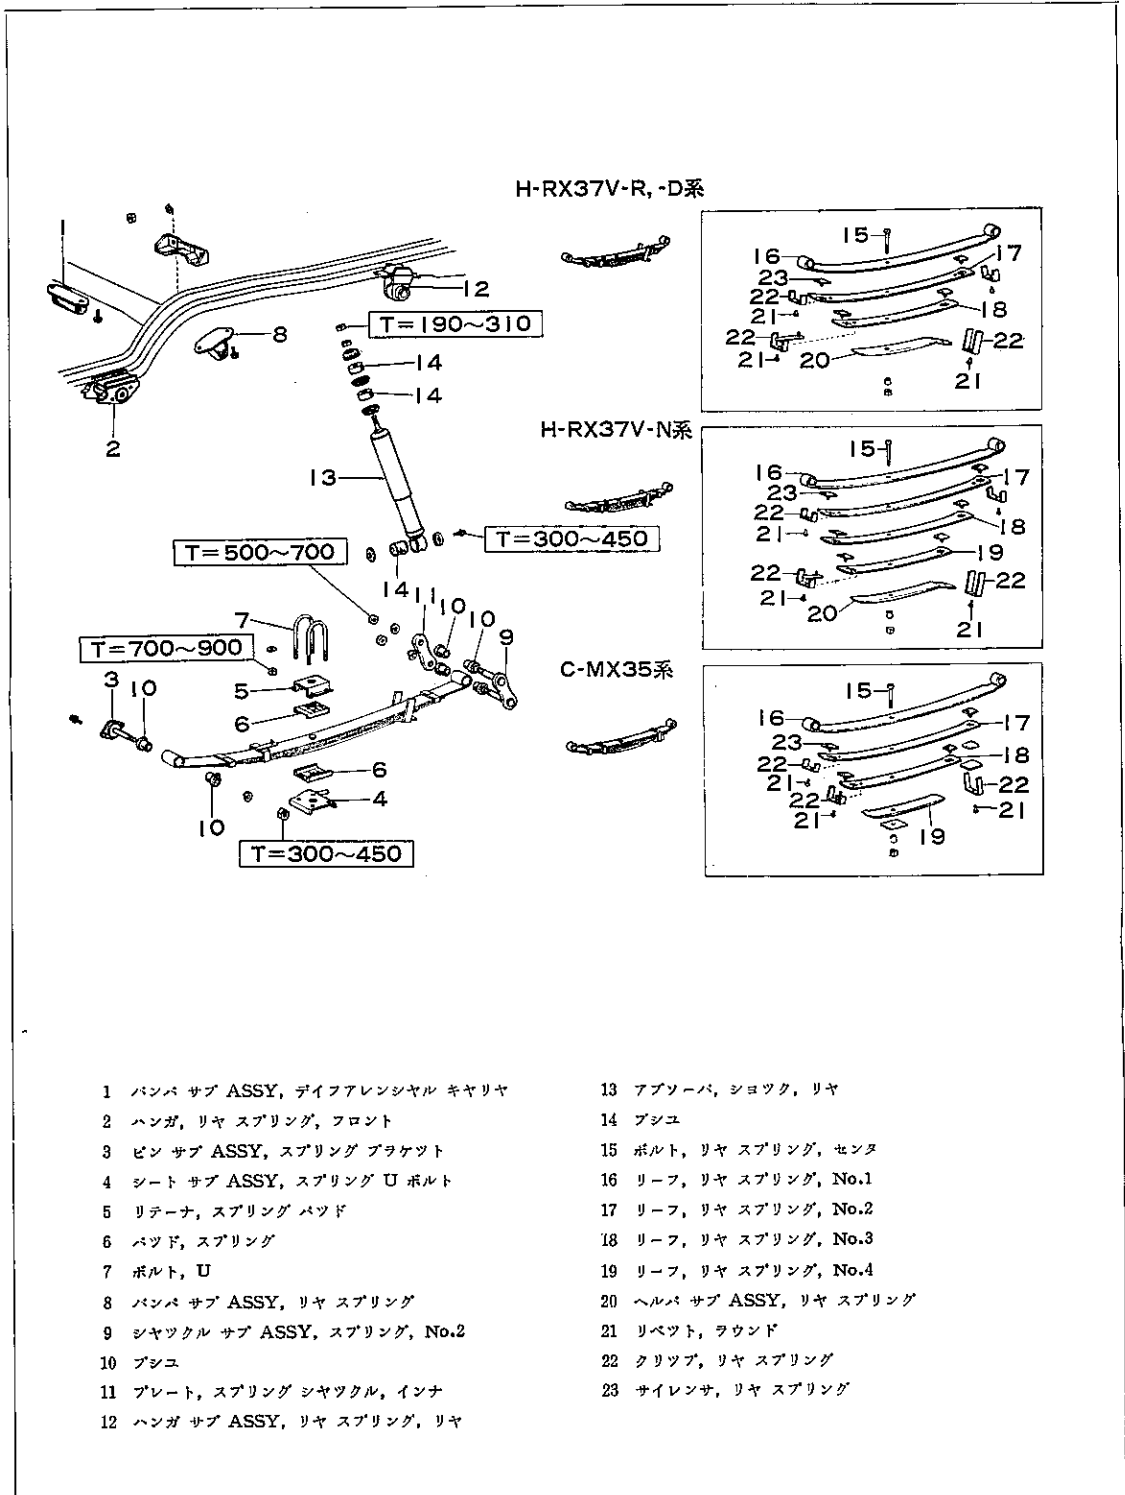 H-RX37V-R, -D系
1
15
16
17
23
12
22
18
T=190~310
21
8
22
22
14
21
20
21
14
2
H-RX37V-N系
15
13
16
17
23
22
18
T=500~700
T=300~450
21
19
14
11
10
10
22
22
7
9
21
20
21
T=700~900
C-MX35系
3
10
5
15
6
16
17
23
18
22
6
21
22
4
22
21
10
21
19
T=300~450
1 バンパ サブ ASSY, デイフアレンシヤル キヤリヤ
2 ハンガ, リヤ スプリング, フロント
3 ピン サブ ASSY, スプリング ブラケツト
4 シート サブ ASSY, スプリング U ボルト
5 リテーナ, スプリング パツド
6 パツド, スプリング
7 ボルト, U
8 バンパ サブ ASSY, リヤ スプリング
9 シヤツクル サブ ASSY, スプリング, No.2
10 ブシユ
11 プレート, スプリング シヤツクル, インナ
12 ハンガ サブ ASSY, リヤ スプリング, リヤ
13 アブソーバ, シヨツク, リヤ
14 ブシユ
15 ボルト, リヤ スプリング, センタ
16 リーフ, リヤ スプリング, No.1
17 リーフ, リヤ スプリング, No.2
18 リーフ, リヤ スプリング, No.3
19 リーフ, リヤ スプリング, No.4
20 ヘルパ サブ ASSY, リヤ スプリング
21 リベツト, ラウンド
22 クリツプ, リヤ スプリング
23 サイレンサ, リヤ スプリング